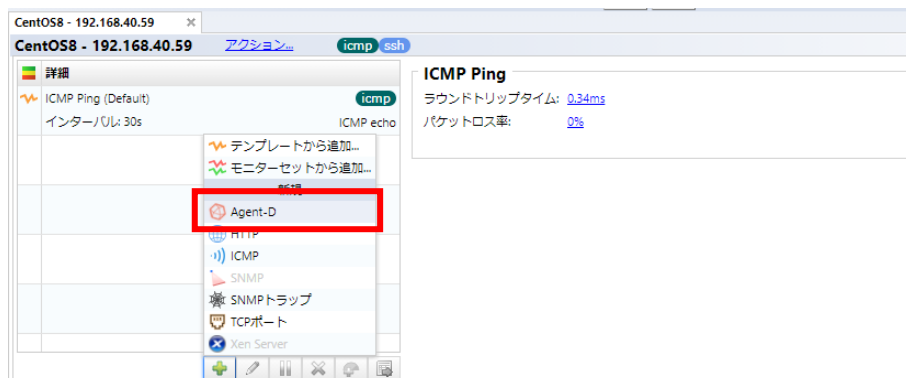 CentOS8 - 192.168.40.59
CentOS8 - 192.168.40.59 アクション... icmp ssh
詳細
ICMP Ping (Default) icmp
インターバル: 30s ICMP echo
テンプレートから追加...
モニターセットから追加...
新規
Agent-D
HTTP
ICMP
SNMP
SNMPトラップ
TCPポート
Xen Server
ICMP Ping
ラウンドトリップタイム: 0.34ms
パケットロス率: 0%